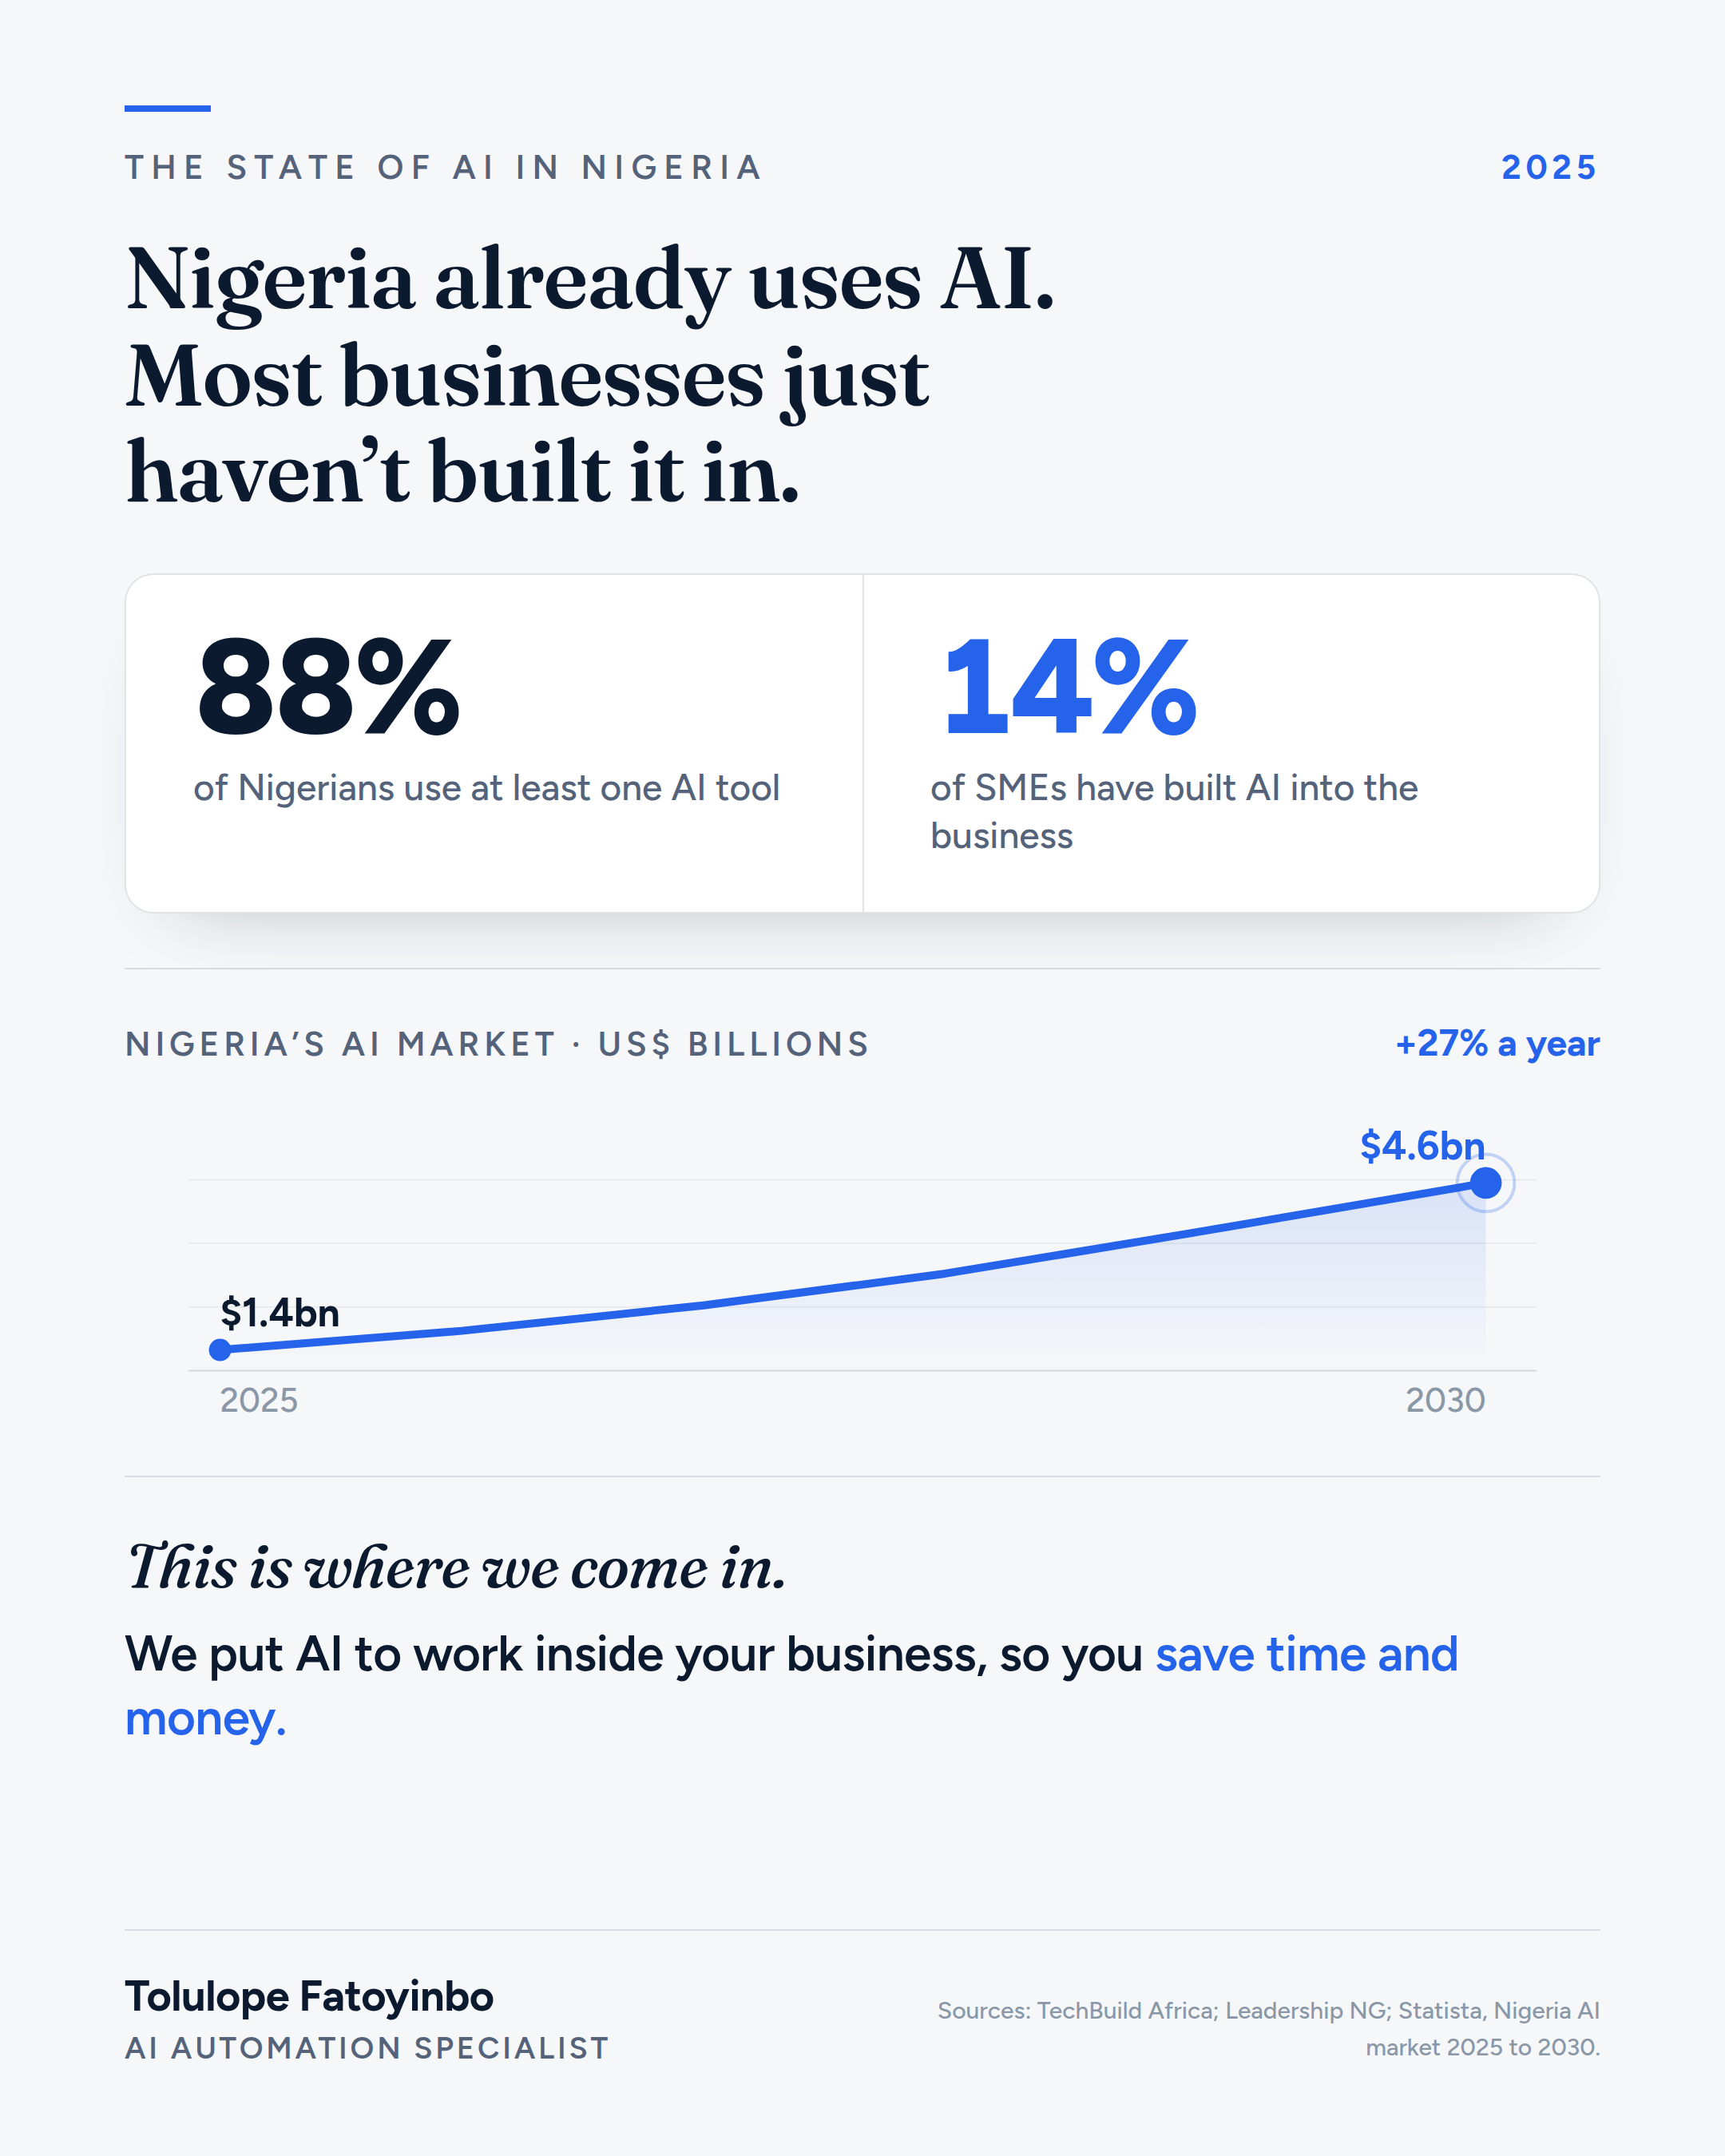 THE STATE OF AI IN NIGERIA
2025
Nigeria already uses AI.
Most businesses just
haven’t built it in.
88%
of Nigerians use at least one AI tool
14%
of SMEs have built AI into the
business
NIGERIA’S AI MARKET · US$ BILLIONS
+27% a year
$4.6bn
$1.4bn
2025
2030
This is where we come in.
We put AI to work inside your business, so you save time and
money.
Tolulope Fatoyinbo
AI AUTOMATION SPECIALIST
Sources: TechBuild Africa; Leadership NG; Statista, Nigeria AI
market 2025 to 2030.